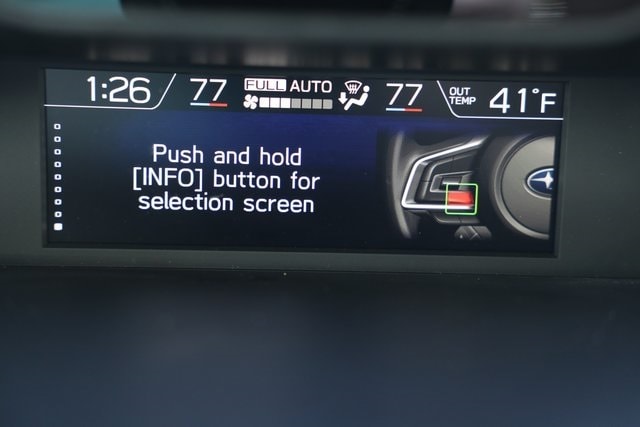 1:26 77 FULL AUTO 77 OUT TEMP 41°F
Push and hold
[INFO] button for
selection screen